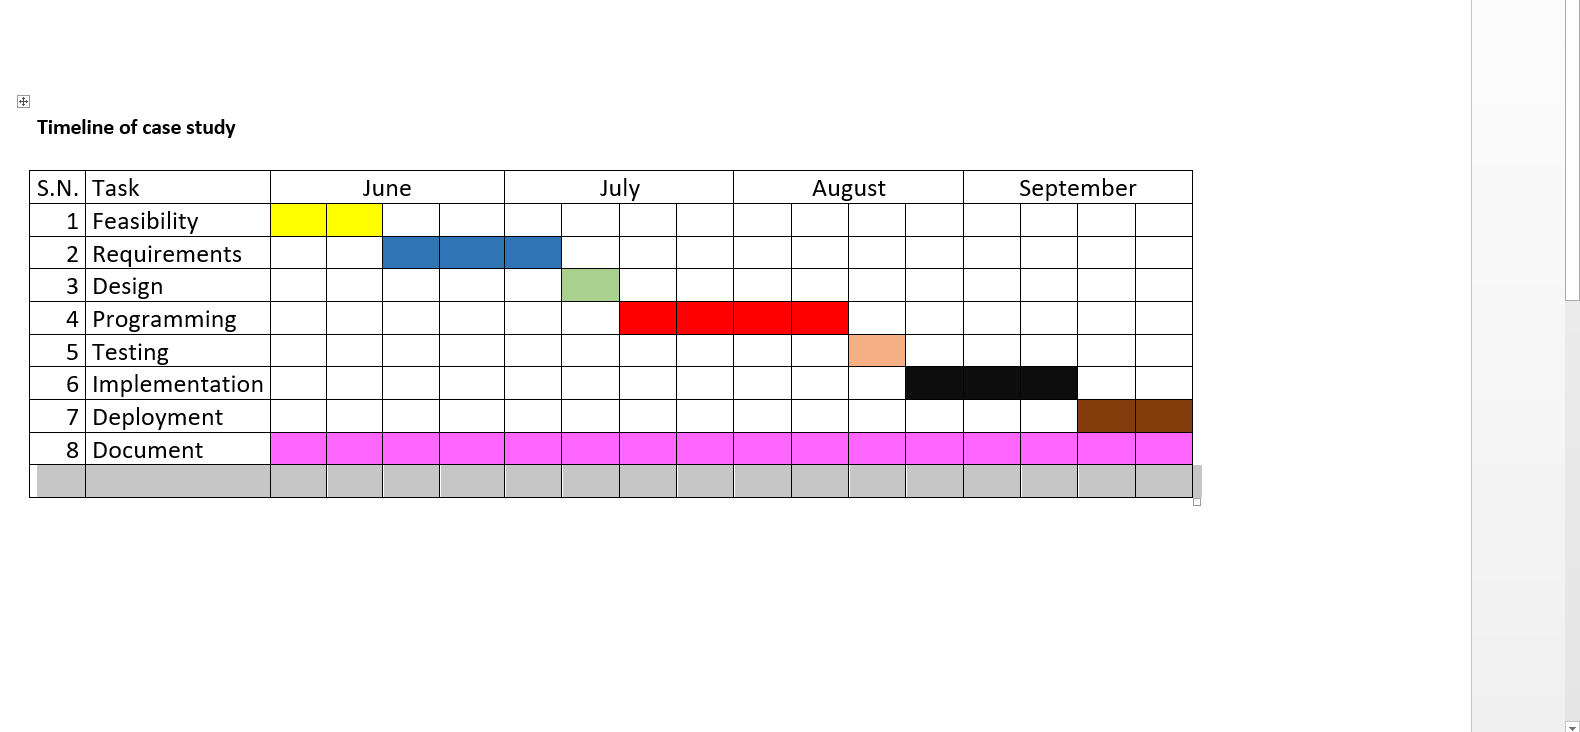 Timeline of case study
S.N. Task June July August September
1 Feasibility
2 Requirements
3 Design
4 Programming
5 Testing
6 Implementation
7 Deployment
8 Document